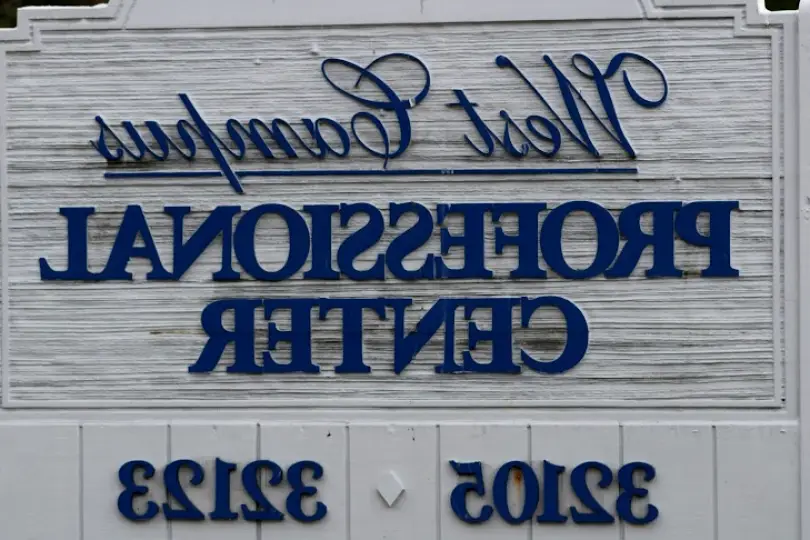 West Campus
PROFESSIONAL
CENTER
32105 32123